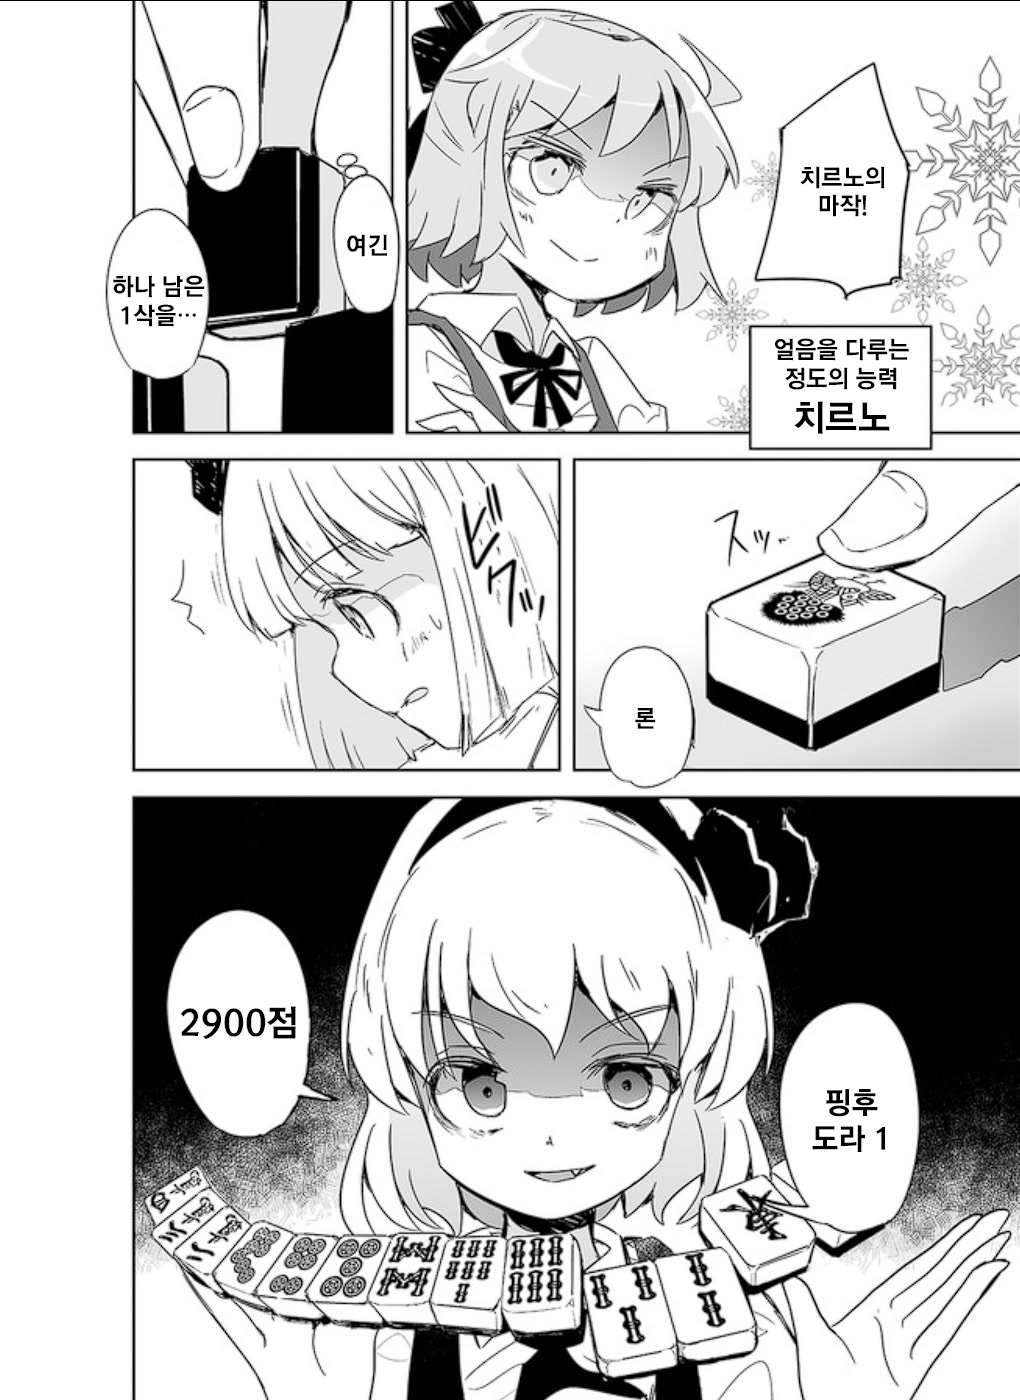 치르노의
마작!
얼음을 다루는
정도의 능력
치르노
여긴
하나 남은
1삭을…
スッ
론
ビクッ
핑후
도라 1
2900점